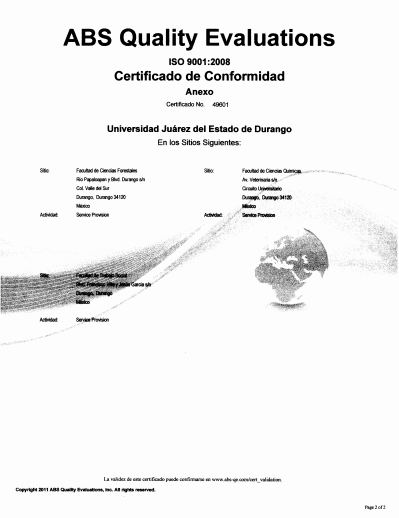 ABS Quality Evaluations
ISO 9001:2008
Certificado de Conformidad
Anexo
Certificado No. 49601
Universidad Juárez del Estado de Durango
En los Sitios Siguientes:
Sitio: Facultad de Ciencias Forestales
Rio Papaloapan y Blvd. Durango s/n
Col. Valle del Sur
Durango, Durango 34120
México
Actividad: Service Provision
Sitio: Facultad de Ciencias Químicas
Av. Veterinaria s/n
Circuito Universitario
Durango, Durango 34120
México
Actividad: Service Provision
Sitio: Facultad de Trabajo Social
Blvd. Francisco Villa y Jesús García s/n
Durango, Durango
México
Actividad: Service Provision
La validez de este certificado puede confirmarse en www.abs-qe.com/cert_validation.
Copyright 2011 ABS Quality Evaluations, Inc. All rights reserved.
Page 2 of 2